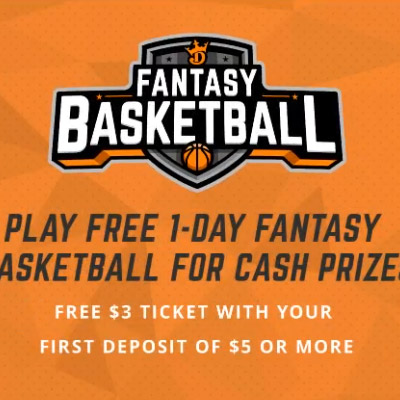 FANTASY
BASKETBALL
PLAY FREE 1-DAY FANTASY
ASKETBALL FOR CASH PRIZES
FREE $3 TICKET WITH YOUR
FIRST DEPOSIT OF $5 OR MORE